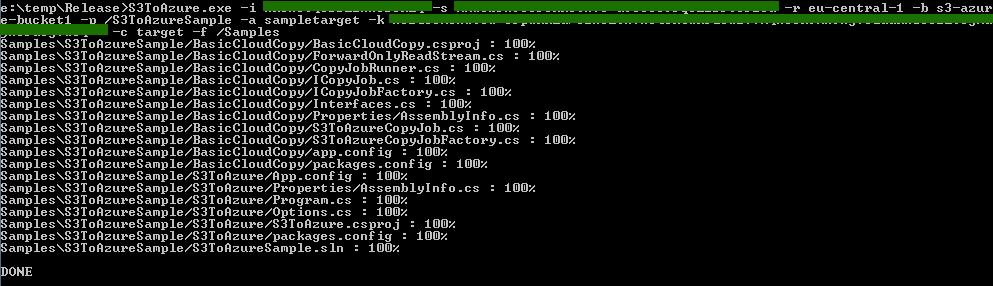 e:\temp\Release>S3ToAzure.exe -i -s -r eu-central-1 -b s3-azur
e-bucket1 -p /S3ToAzureSample -a sampletarget -k
-c target -f /Samples
Samples\S3ToAzureSample/BasicCloudCopy/BasicCloudCopy.csproj : 100%
Samples\S3ToAzureSample/BasicCloudCopy/ForwardOnlyReadStream.cs : 100%
Samples\S3ToAzureSample/BasicCloudCopy/CopyJobRunner.cs : 100%
Samples\S3ToAzureSample/BasicCloudCopy/ICopyJob.cs : 100%
Samples\S3ToAzureSample/BasicCloudCopy/ICopyJobFactory.cs : 100%
Samples\S3ToAzureSample/BasicCloudCopy/Interfaces.cs : 100%
Samples\S3ToAzureSample/BasicCloudCopy/Properties/AssemblyInfo.cs : 100%
Samples\S3ToAzureSample/BasicCloudCopy/S3ToAzureCopyJob.cs : 100%
Samples\S3ToAzureSample/BasicCloudCopy/S3ToAzureCopyJobFactory.cs : 100%
Samples\S3ToAzureSample/BasicCloudCopy/app.config : 100%
Samples\S3ToAzureSample/BasicCloudCopy/packages.config : 100%
Samples\S3ToAzureSample/S3ToAzure/App.config : 100%
Samples\S3ToAzureSample/S3ToAzure/Properties/AssemblyInfo.cs : 100%
Samples\S3ToAzureSample/S3ToAzure/Program.cs : 100%
Samples\S3ToAzureSample/S3ToAzure/Options.cs : 100%
Samples\S3ToAzureSample/S3ToAzure/S3ToAzure.csproj : 100%
Samples\S3ToAzureSample/S3ToAzure/packages.config : 100%
Samples\S3ToAzureSample/S3ToAzureSample.sln : 100%
DONE